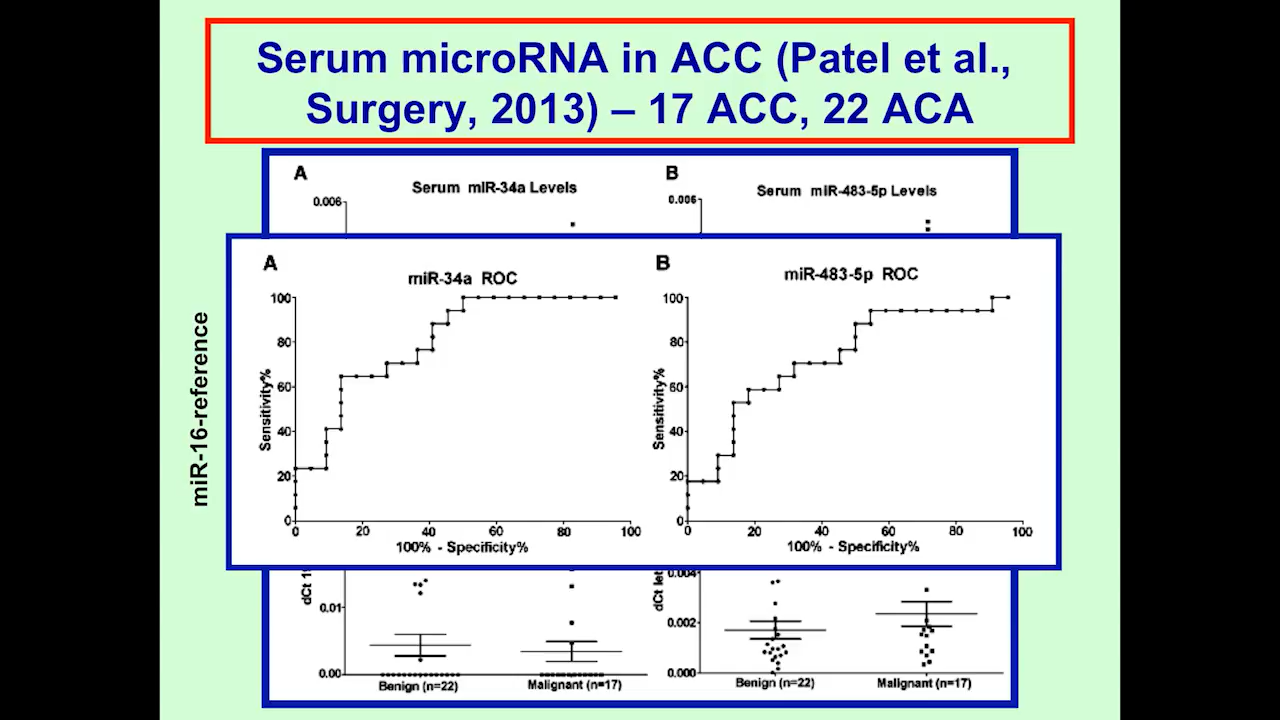 Serum microRNA in ACC (Patel et al.,
Surgery, 2013) – 17 ACC, 22 ACA
A
Serum miR-34a Levels
0.006
B
Serum miR-483-5p Levels
0.006
miR-16-reference
A
miR-34a ROC
100
80
60
40
20
0
Sensitivity%
0 20 40 60 80 100
100% - Specificity%
B
miR-483-5p ROC
100
80
60
40
20
0
Sensitivity%
0 20 40 60 80 100
100% - Specificity%
dCt
0.01
0.00
Benign (n=22) Malignant (n=17)
dCt let
0.004
0.002
0.000
Benign (n=22) Malignant (n=17)